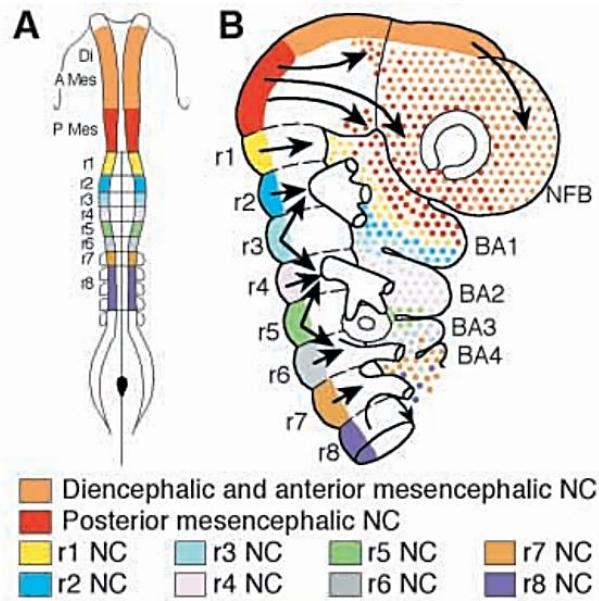 A
B
Di
A Mes
P Mes
r1
r2
r3
r4
r5
r6
r7
r8
r1
r2
r3
r4
r5
r6
r7
r8
NFB
BA1
BA2
BA3
BA4
Diencephalic and anterior mesencephalic NC
Posterior mesencephalic NC
r1 NC r3 NC r5 NC r7 NC
r2 NC r4 NC r6 NC r8 NC